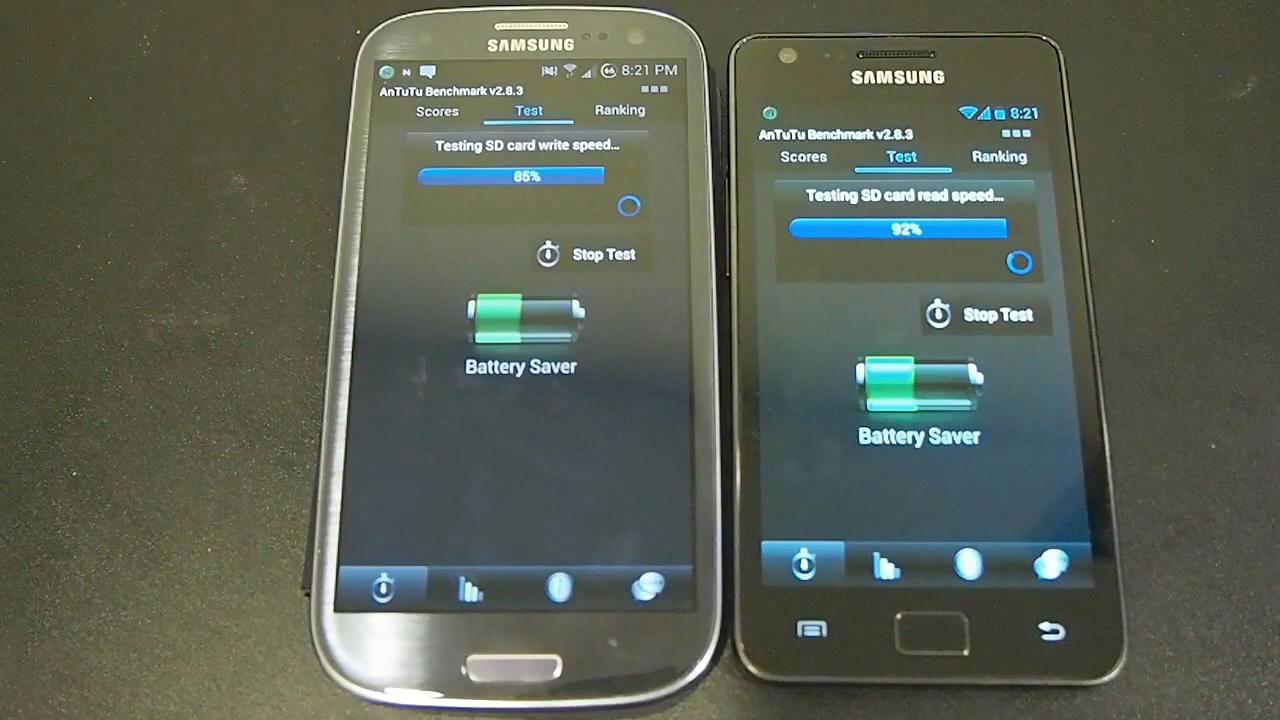 SAMSUNG
N 66 8:21 PM
AnTuTu Benchmark v2.8.3
Scores Test Ranking
Testing SD card write speed...
85%
Stop Test
Battery Saver
SAMSUNG
8:21
AnTuTu Benchmark v2.8.3
Scores Test Ranking
Testing SD card read speed...
92%
Stop Test
Battery Saver